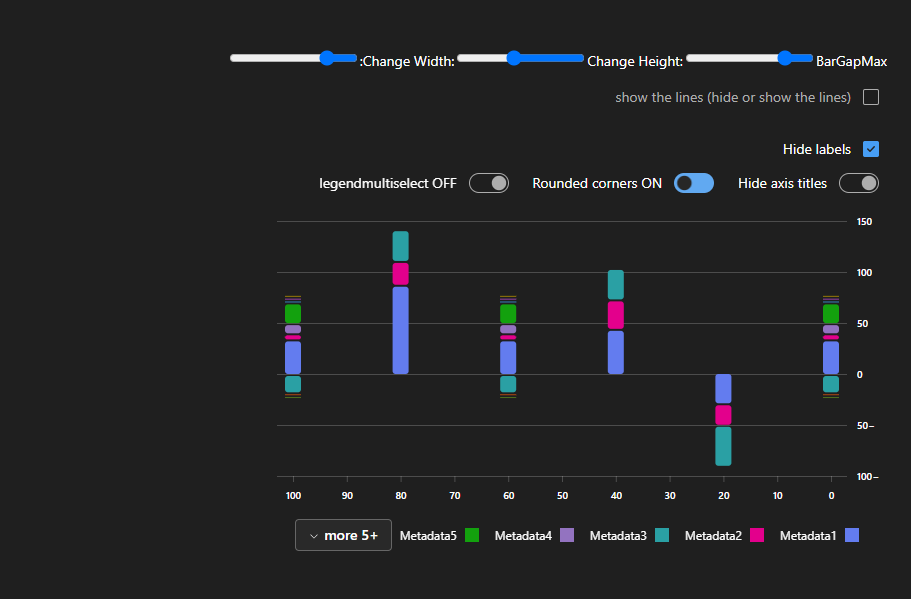 :Change Width: Change Height: BarGapMax
show the lines (hide or show the lines)
Hide labels
legendmultiselect OFF Rounded corners ON Hide axis titles
150
100
50
0
50−
100−
100 90 80 70 60 50 40 30 20 10 0
more 5+ Metadata5 Metadata4 Metadata3 Metadata2 Metadata1